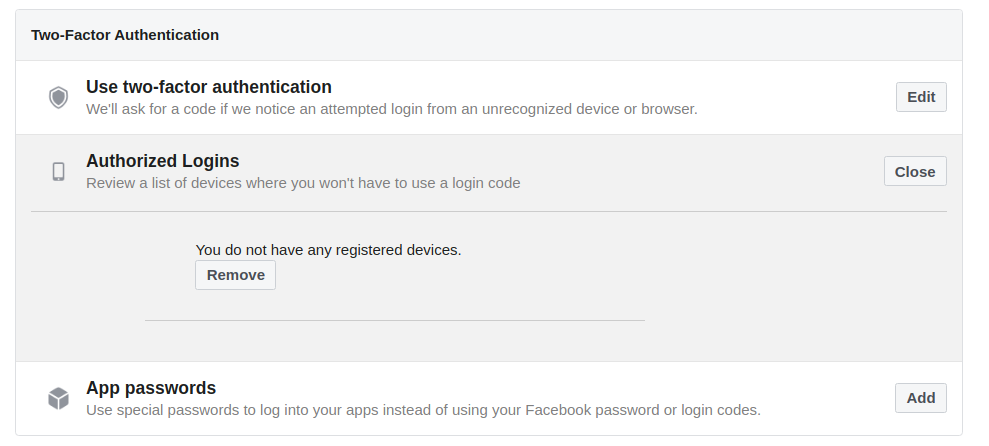 Two-Factor Authentication
Use two-factor authentication
We'll ask for a code if we notice an attempted login from an unrecognized device or browser.
Edit
Authorized Logins
Review a list of devices where you won't have to use a login code
Close
You do not have any registered devices.
Remove
App passwords
Use special passwords to log into your apps instead of using your Facebook password or login codes.
Add